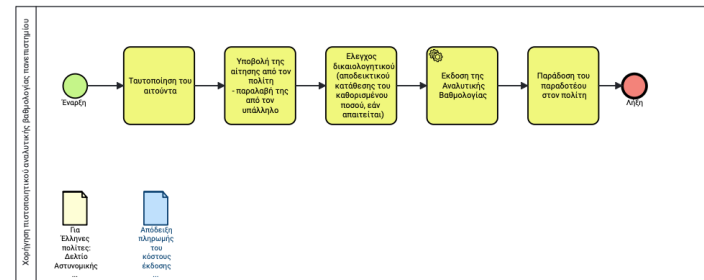 Χορήγηση πιστοποιητικού αναλυτικής βαθμολογίας πανεπιστημίου
Έναρξη
Ταυτοποίηση του
αιτούντα
Υποβολή της
αίτησης από τον
πολίτη
- παραλαβή της
από τον
υπάλληλο
Ελεγχος
δικαιολογητικού
(αποδεικτικού
κατάθεσης του
καθορισμένου
ποσού, εάν
απαιτείται)
Εκδοση της
Αναλυτικής
Βαθμολογίας
Παράδοση του
παραδοτέου
στον πολίτη
Λήξη
Για
Έλληνες
πολίτες:
Δελτίο
Αστυνομικής
...
Απόδειξη
πληρωμής
του
κόστους
έκδοσης
...